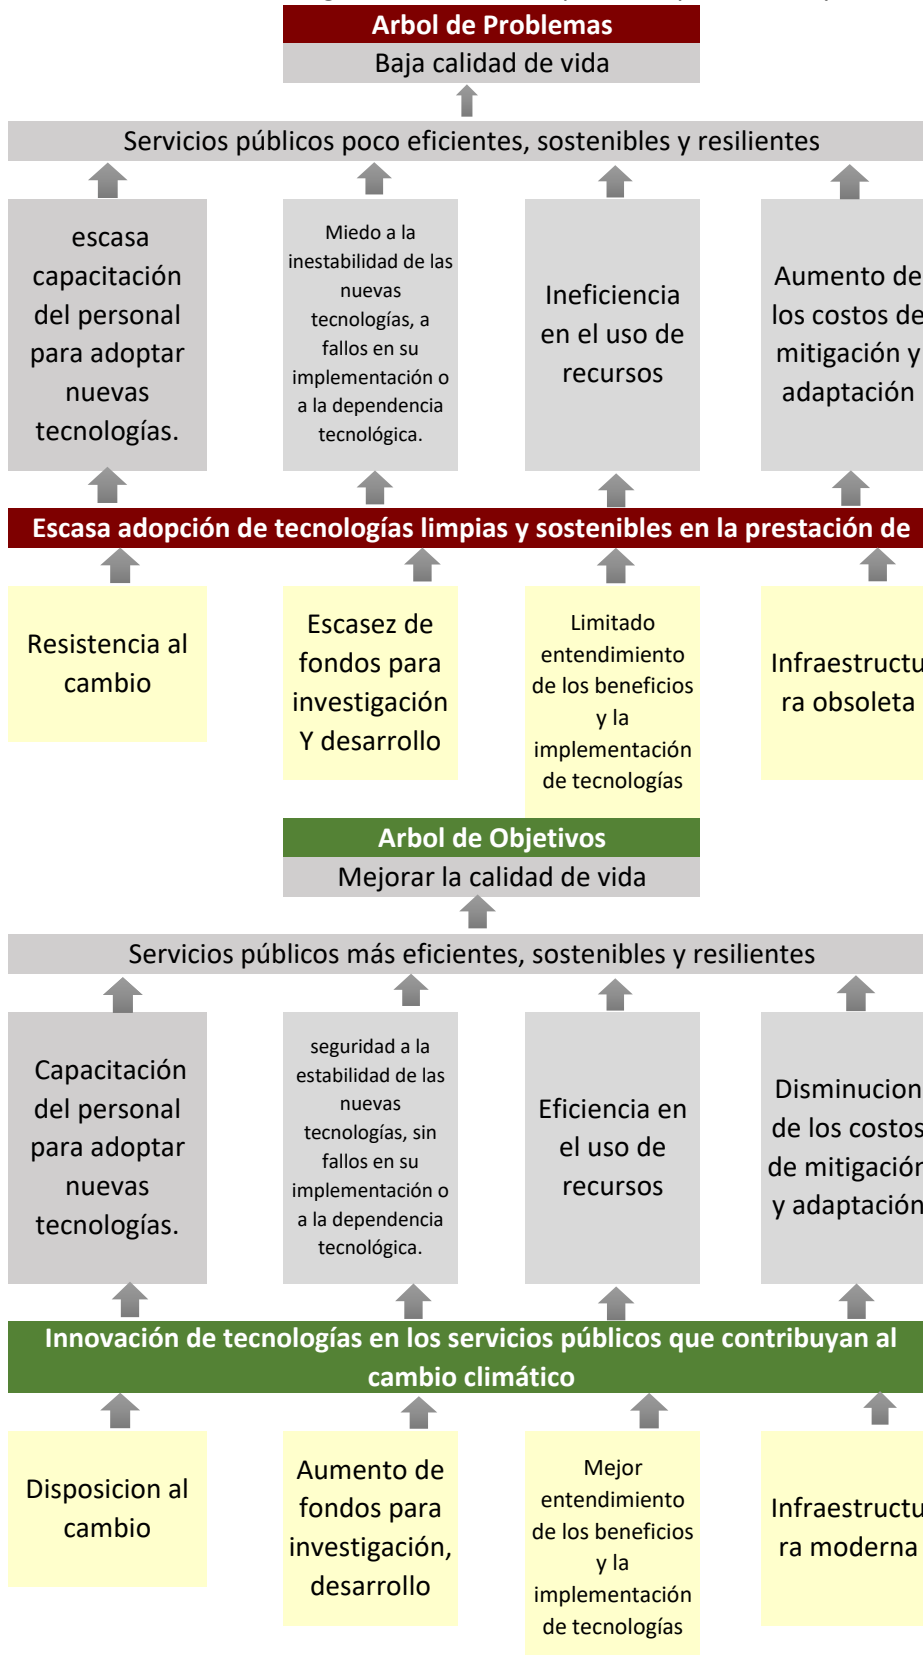 Arbol de Problemas
Baja calidad de vida
Servicios públicos poco eficientes, sostenibles y resilientes
escasa
capacitación
del personal
para adoptar
nuevas
tecnologías.
Miedo a la
inestabilidad de las
nuevas
tecnologías, a
fallos en su
implementación o
a la dependencia
tecnológica.
Ineficiencia
en el uso de
recursos
Aumento de
los costos de
mitigación y
adaptación
Escasa adopción de tecnologías limpias y sostenibles en la prestación de
Resistencia al
cambio
Escasez de
fondos para
investigación
Y desarrollo
Limitado
entendimiento
de los beneficios
y la
implementación
de tecnologías
Infraestructu
ra obsoleta
Arbol de Objetivos
Mejorar la calidad de vida
Servicios públicos más eficientes, sostenibles y resilientes
Capacitación
del personal
para adoptar
nuevas
tecnologías.
seguridad a la
estabilidad de las
nuevas
tecnologías, sin
fallos en su
implementación o
a la dependencia
tecnológica.
Eficiencia en
el uso de
recursos
Disminucion
de los costos
de mitigación
y adaptación
Innovación de tecnologías en los servicios públicos que contribuyan al
cambio climático
Disposicion al
cambio
Aumento de
fondos para
investigación,
desarrollo
Mejor
entendimiento
de los beneficios
y la
implementación
de tecnologías
Infraestructu
ra moderna